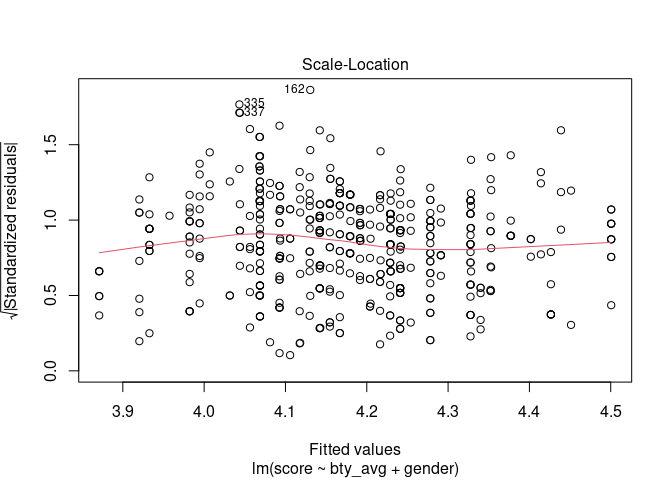 Scale-Location
162
335
337
√|Standardized residuals|
1.5
1.0
0.5
0.0
3.9 4.0 4.1 4.2 4.3 4.4 4.5
Fitted values
lm(score ~ bty_avg + gender)